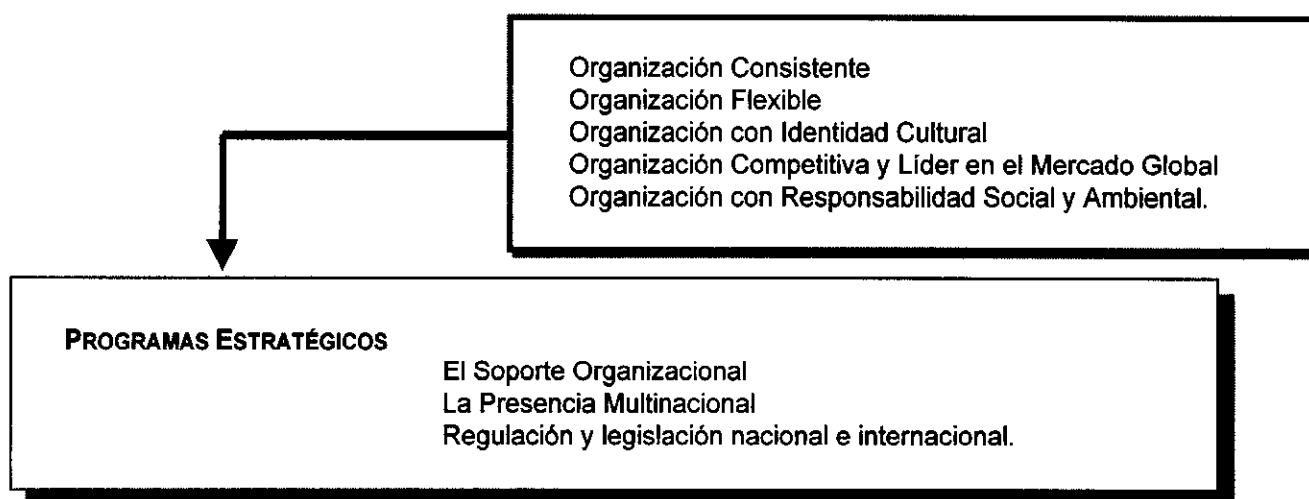 Organización Consistente
Organización Flexible
Organización con Identidad Cultural
Organización Competitiva y Líder en el Mercado Global
Organización con Responsabilidad Social y Ambiental.
PROGRAMAS ESTRATÉGICOS
El Soporte Organizacional
La Presencia Multinacional
Regulación y legislación nacional e internacional.